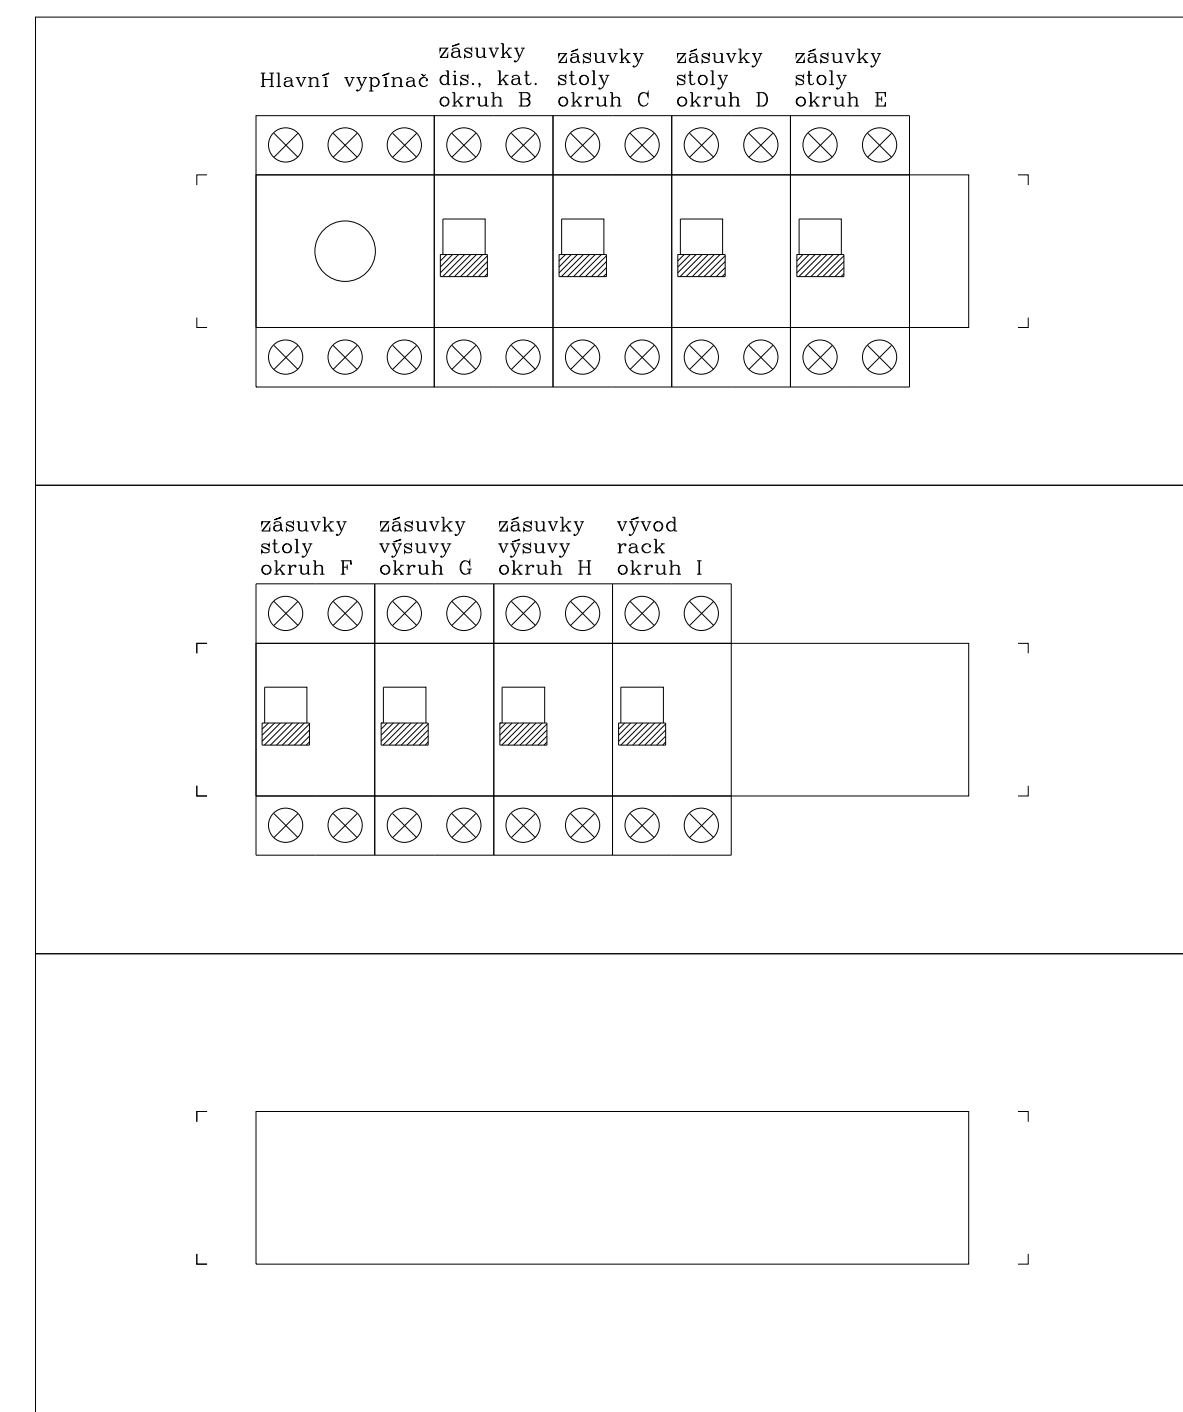 Hlavní vypínač
zásuvky
dis., kat.
okruh B
zásuvky
stoly
okruh C
zásuvky
stoly
okruh D
zásuvky
stoly
okruh E
zásuvky
stoly
okruh F
zásuvky
výsuvy
okruh G
zásuvky
výsuvy
okruh H
vývod
rack
okruh I